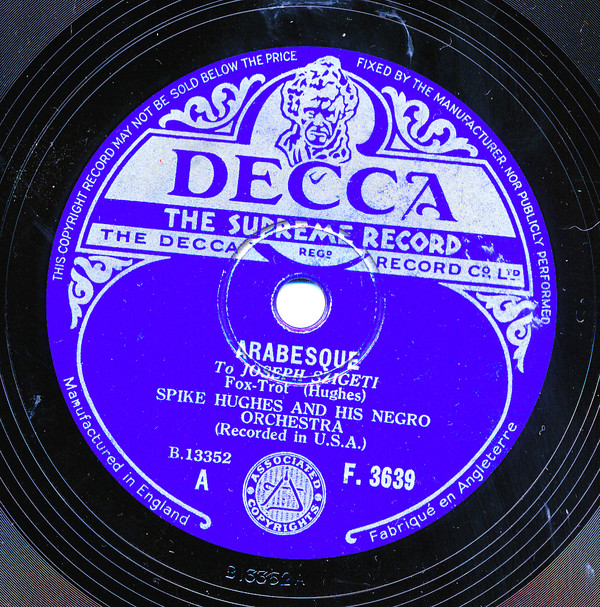 THIS COPYRIGHT RECORD MAY NOT BE SOLD BELOW THE PRICE FIXED BY THE MANUFACTURER NOR PUBLICLY PERFORMED
DECCA
THE SUPREME RECORD
THE DECCA REGD RECORD CO. LTD
ARABESQUE
To JOSEPH SZIGETI
Fox-Trot (Hughes)
SPIKE HUGHES AND HIS NEGRO
ORCHESTRA
(Recorded in U.S.A.)
B.13352
A
F. 3639
ASSOCIATED
COPYRIGHTS
Manufactured in England
Fabriqué en Angleterre
B13352A